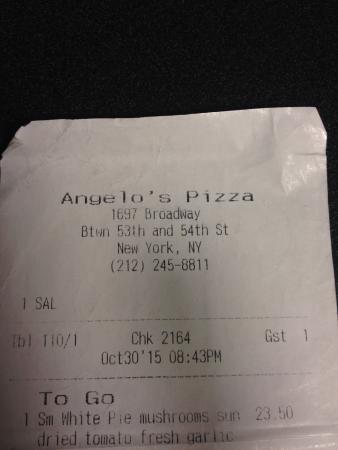 Angelo's Pizza
1697 Broadway
Btwn 53th and 54th St
New York, NY
(212) 245-8811
1 SAL
Tbl 110/1 Chk 2164 Gst 1
Oct30'15 08:43PM
To Go
1 Sm White Pie mushrooms sun 23.50
dried tomato fresh garlic